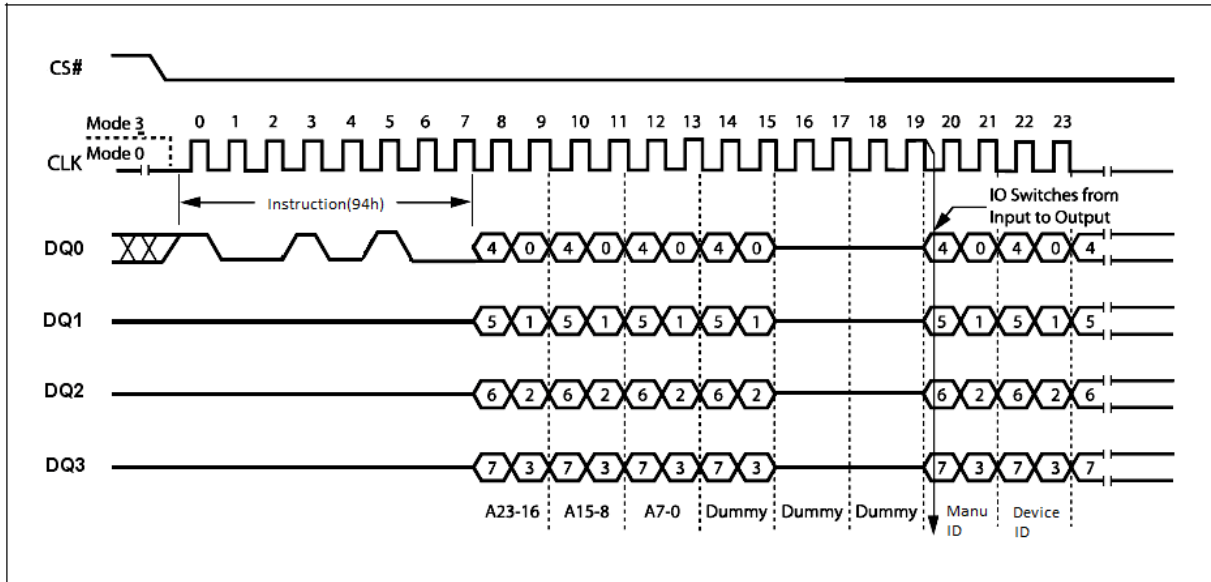 CS#
Mode 3
0 1 2 3 4 5 6 7 8 9 10 11 12 13 14 15 16 17 18 19 20 21 22 23
Mode 0
CLK
Instruction(94h)
IO Switches from
Input to Output
DQ0 4 0 4 0 4 0 4 0 4 0 4 0 4
DQ1 5 1 5 1 5 1 5 1 5 1 5 1 5
DQ2 6 2 6 2 6 2 6 2 6 2 6 2 6
DQ3 7 3 7 3 7 3 7 3 7 3 7 3 7
A23-16 A15-8 A7-0 Dummy Dummy Dummy Manu Device
ID ID